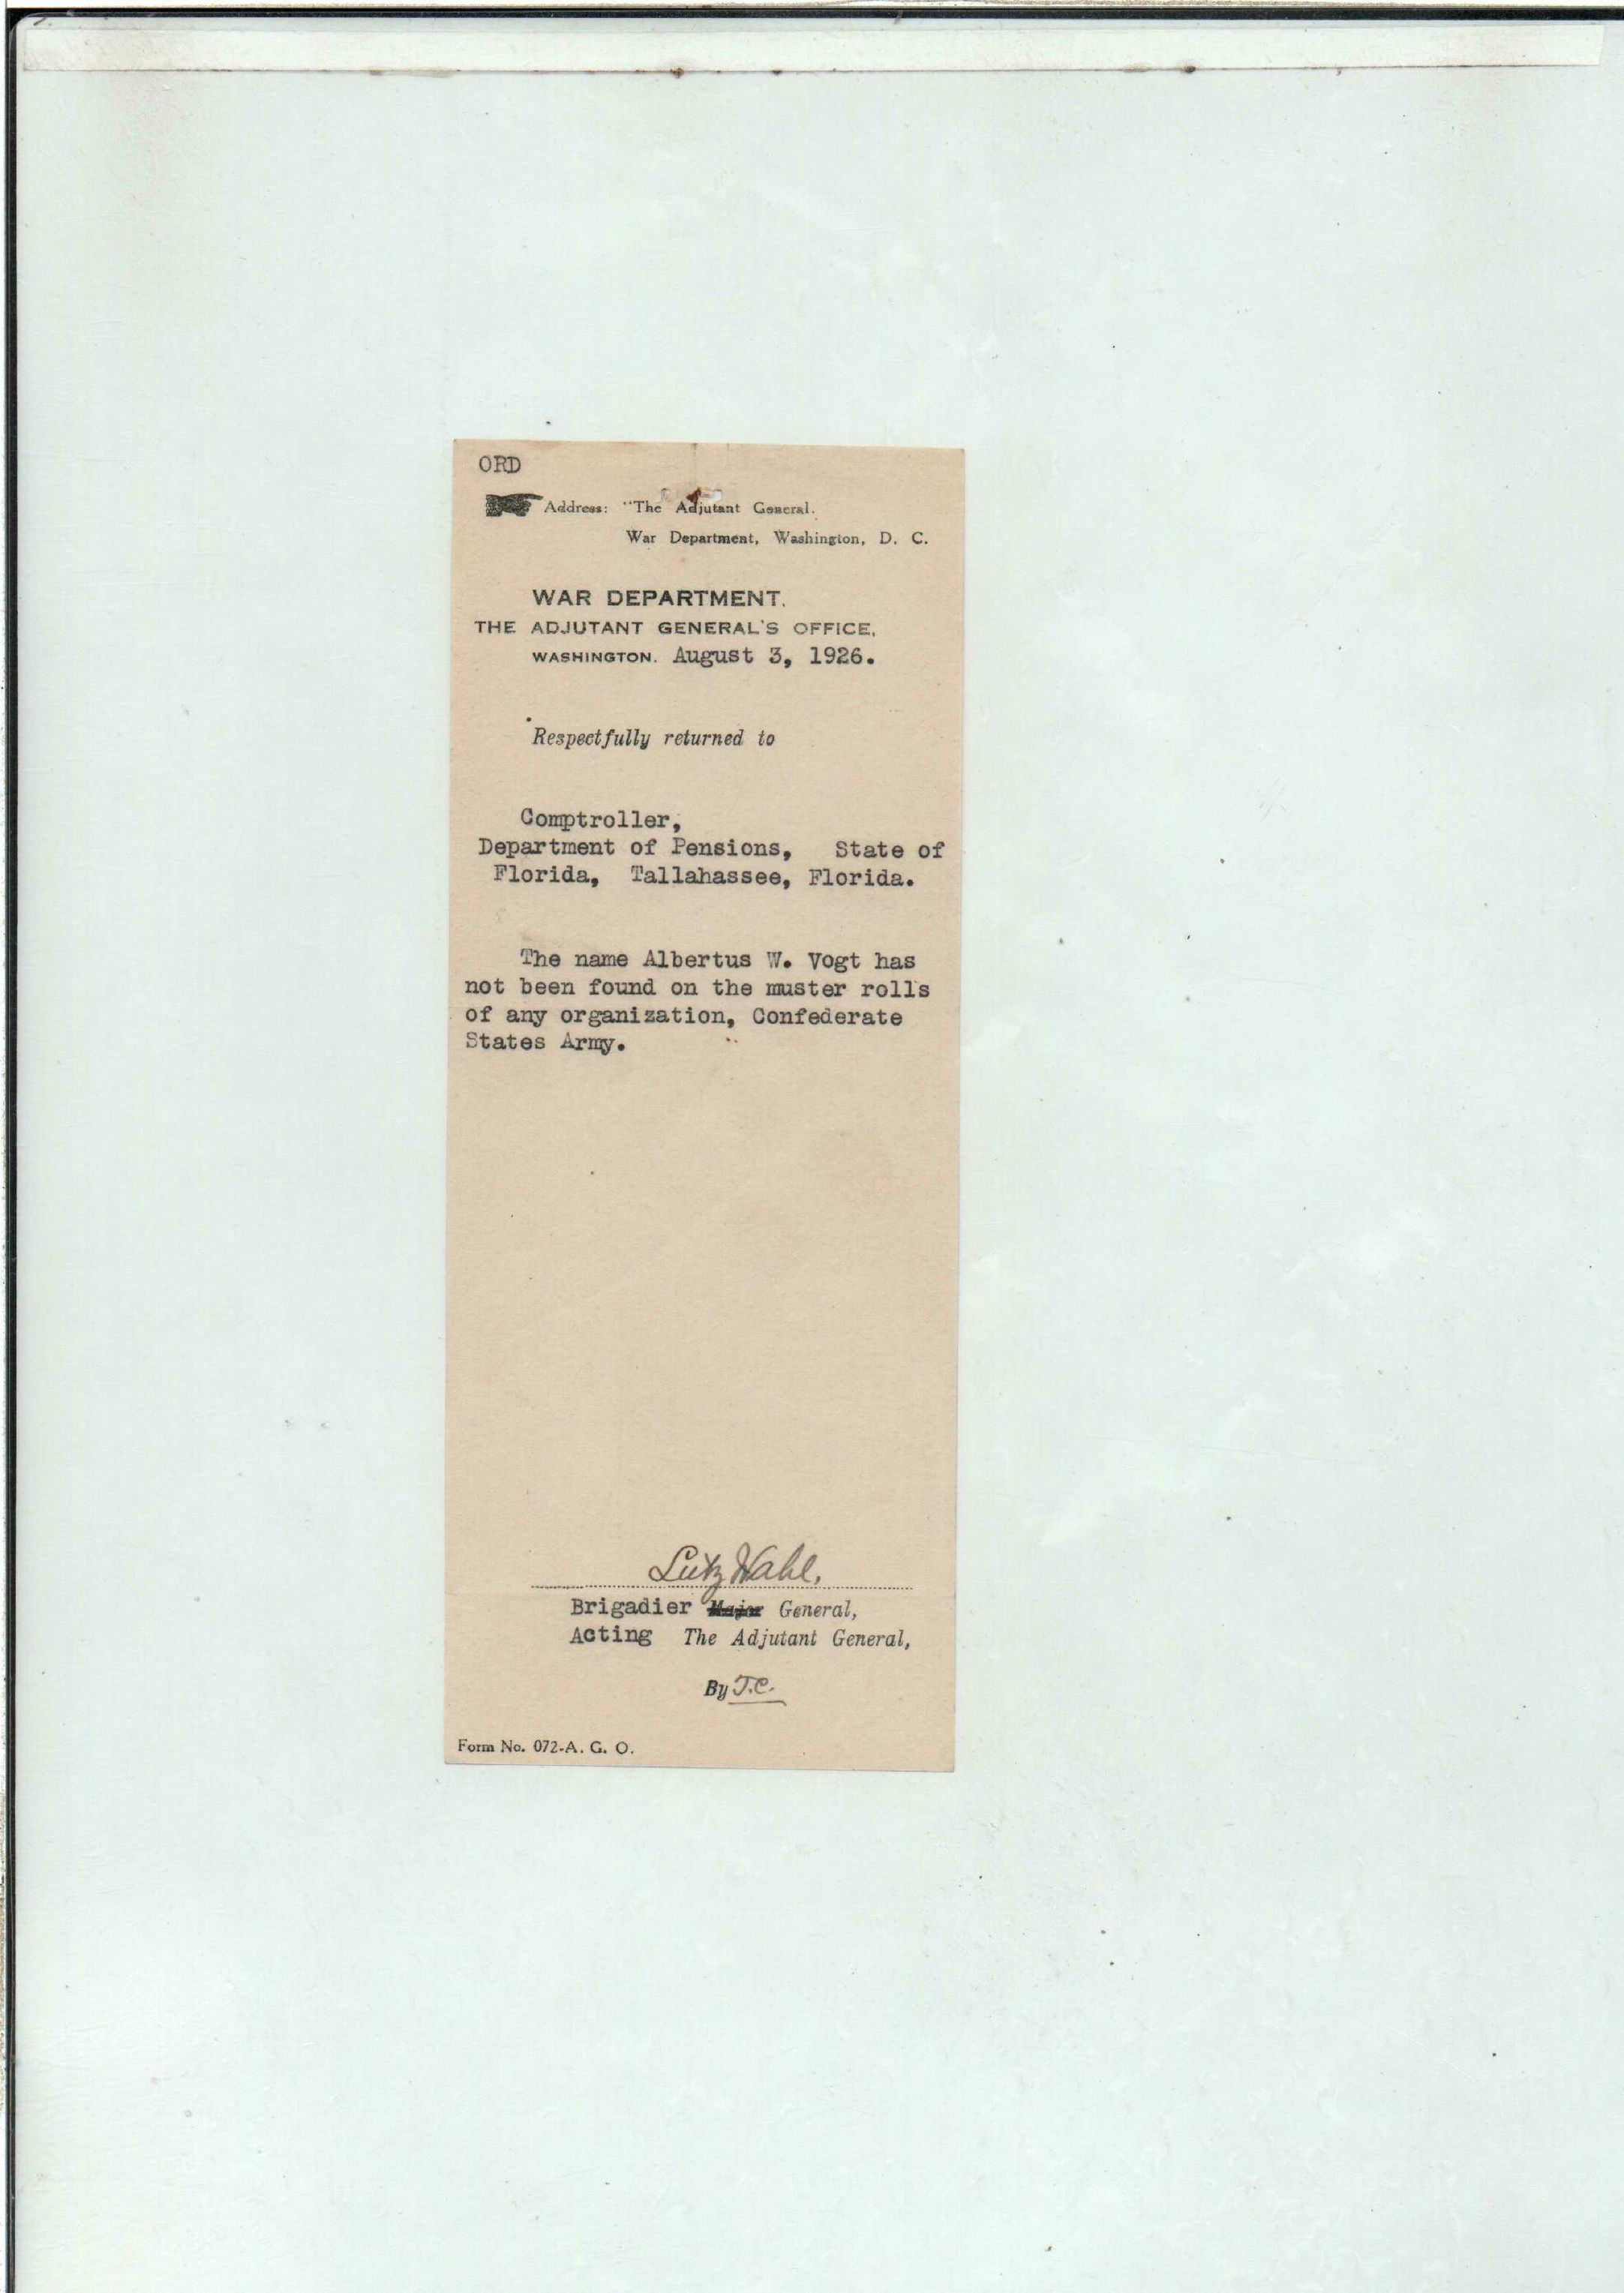 ORD
Address: "The Adjutant General.
War Department, Washington, D. C.
WAR DEPARTMENT.
THE ADJUTANT GENERAL'S OFFICE,
WASHINGTON. August 3, 1926.
Respectfully returned to
Comptroller,
Department of Pensions, State of
Florida, Tallahassee, Florida.
The name Albertus W. Vogt has
not been found on the muster rolls
of any organization, Confederate
States Army.
Lutz Wahl,
Brigadier Major General,
Acting The Adjutant General,
By J.C.
Form No. 072-A. G. O.